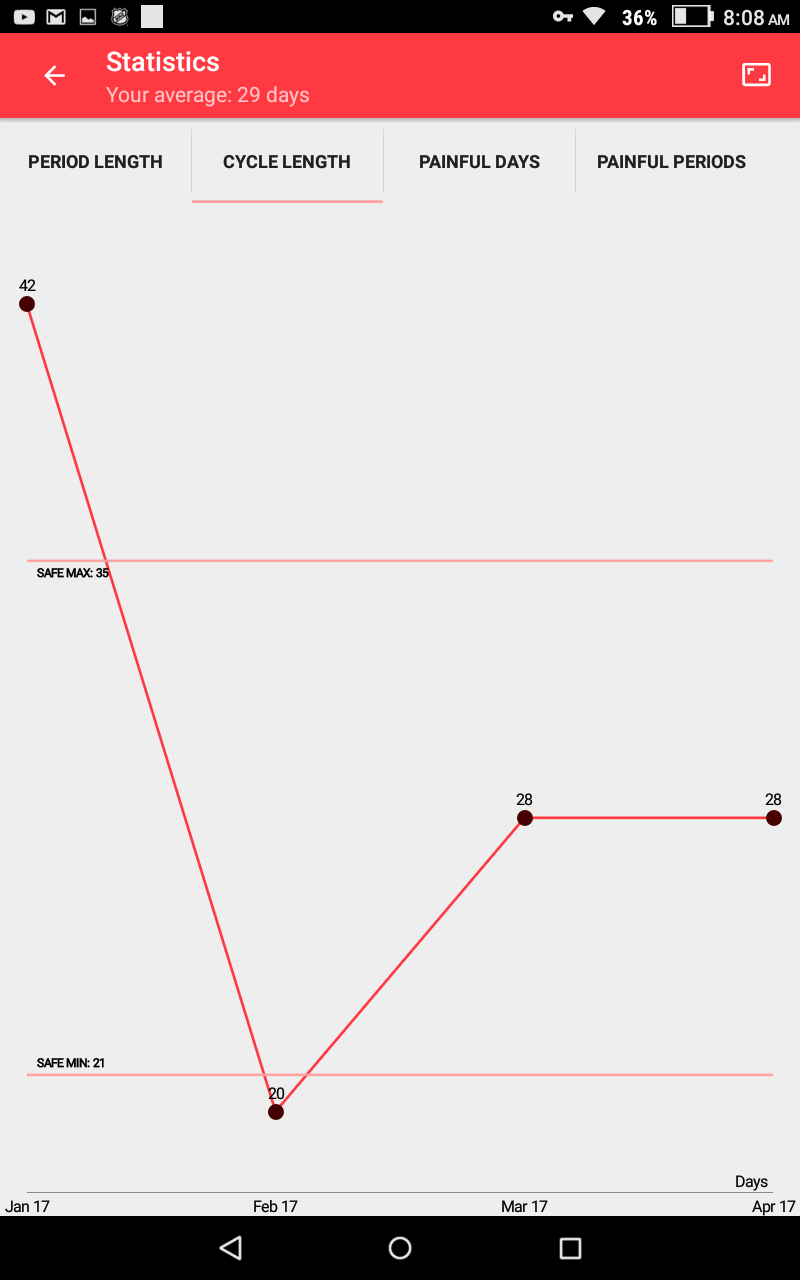 36% 8:08 AM
Statistics
Your average: 29 days
PERIOD LENGTH CYCLE LENGTH PAINFUL DAYS PAINFUL PERIODS
42
SAFE MAX: 35
28 28
SAFE MIN: 21
20
Days
Jan 17 Feb 17 Mar 17 Apr 17